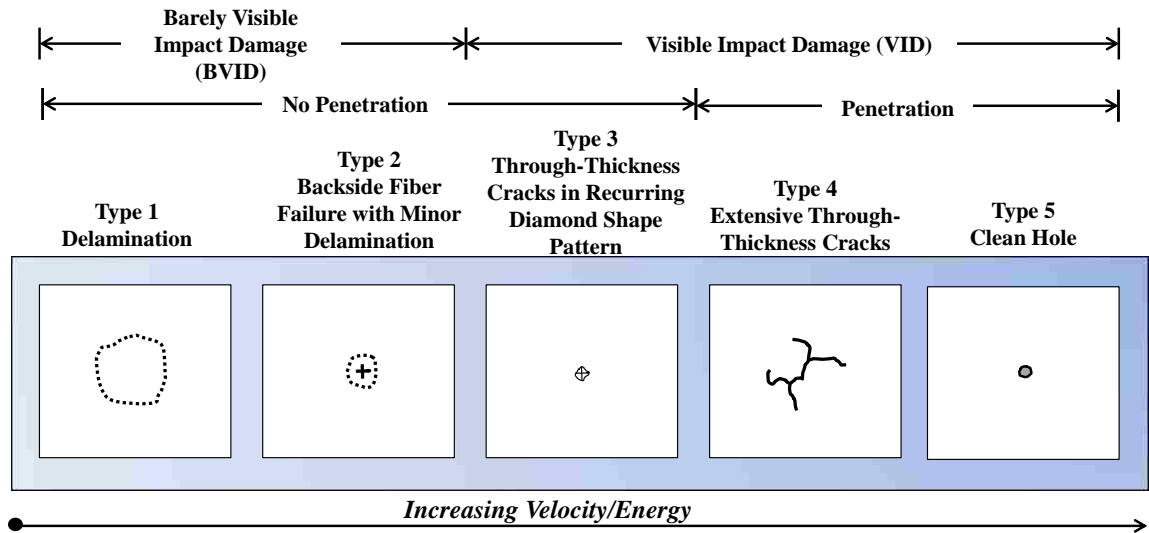 Barely Visible
Impact Damage
(BVID)
Visible Impact Damage (VID)
No Penetration
Penetration
Type 1
Delamination
Type 2
Backside Fiber
Failure with Minor
Delamination
Type 3
Through-Thickness
Cracks in Recurring
Diamond Shape
Pattern
Type 4
Extensive Through-
Thickness Cracks
Type 5
Clean Hole
Increasing Velocity/Energy